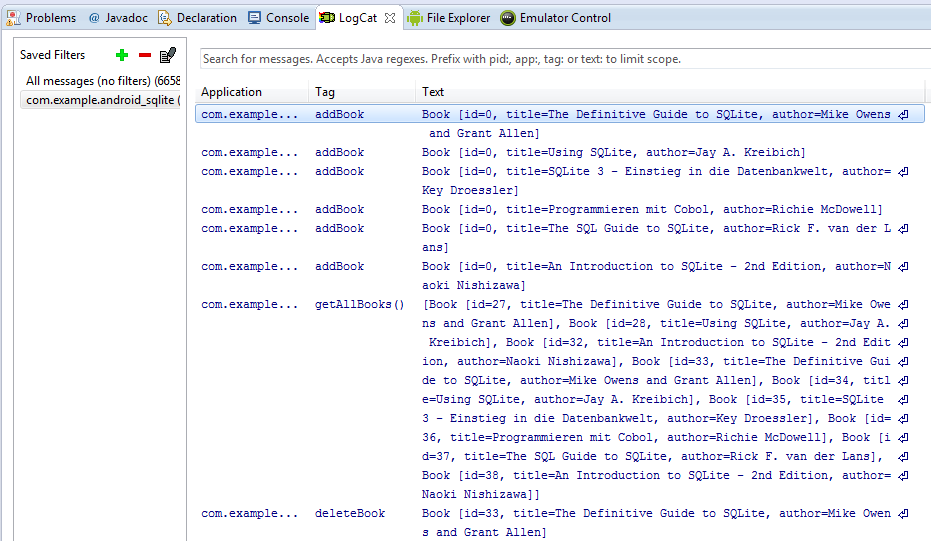 Problems @ Javadoc Declaration Console LogCat File Explorer Emulator Control
Saved Filters
All messages (no filters) (6658
com.example.android_sqlite (
Search for messages. Accepts Java regexes. Prefix with pid:, app:, tag: or text: to limit scope.
Application Tag Text
com.example... addBook Book [id=0, title=The Definitive Guide to SQLite, author=Mike Owens
and Grant Allen]
com.example... addBook Book [id=0, title=Using SQLite, author=Jay A. Kreibich]
com.example... addBook Book [id=0, title=SQLite 3 - Einstieg in die Datenbankwelt, author=
Key Droessler]
com.example... addBook Book [id=0, title=Programmieren mit Cobol, author=Richie McDowell]
com.example... addBook Book [id=0, title=The SQL Guide to SQLite, author=Rick F. van der L
ans]
com.example... addBook Book [id=0, title=An Introduction to SQLite - 2nd Edition, author=N
aoki Nishizawa]
com.example... getAllBooks() [Book [id=27, title=The Definitive Guide to SQLite, author=Mike Owe
ns and Grant Allen], Book [id=28, title=Using SQLite, author=Jay A.
Kreibich], Book [id=32, title=An Introduction to SQLite - 2nd Edit
ion, author=Naoki Nishizawa], Book [id=33, title=The Definitive Gui
de to SQLite, author=Mike Owens and Grant Allen], Book [id=34, titl
e=Using SQLite, author=Jay A. Kreibich], Book [id=35, title=SQLite
3 - Einstieg in die Datenbankwelt, author=Key Droessler], Book [id=
36, title=Programmieren mit Cobol, author=Richie McDowell], Book [i
d=37, title=The SQL Guide to SQLite, author=Rick F. van der Lans],
Book [id=38, title=An Introduction to SQLite - 2nd Edition, author=
Naoki Nishizawa]]
com.example... deleteBook Book [id=33, title=The Definitive Guide to SQLite, author=Mike Owen
s and Grant Allen]